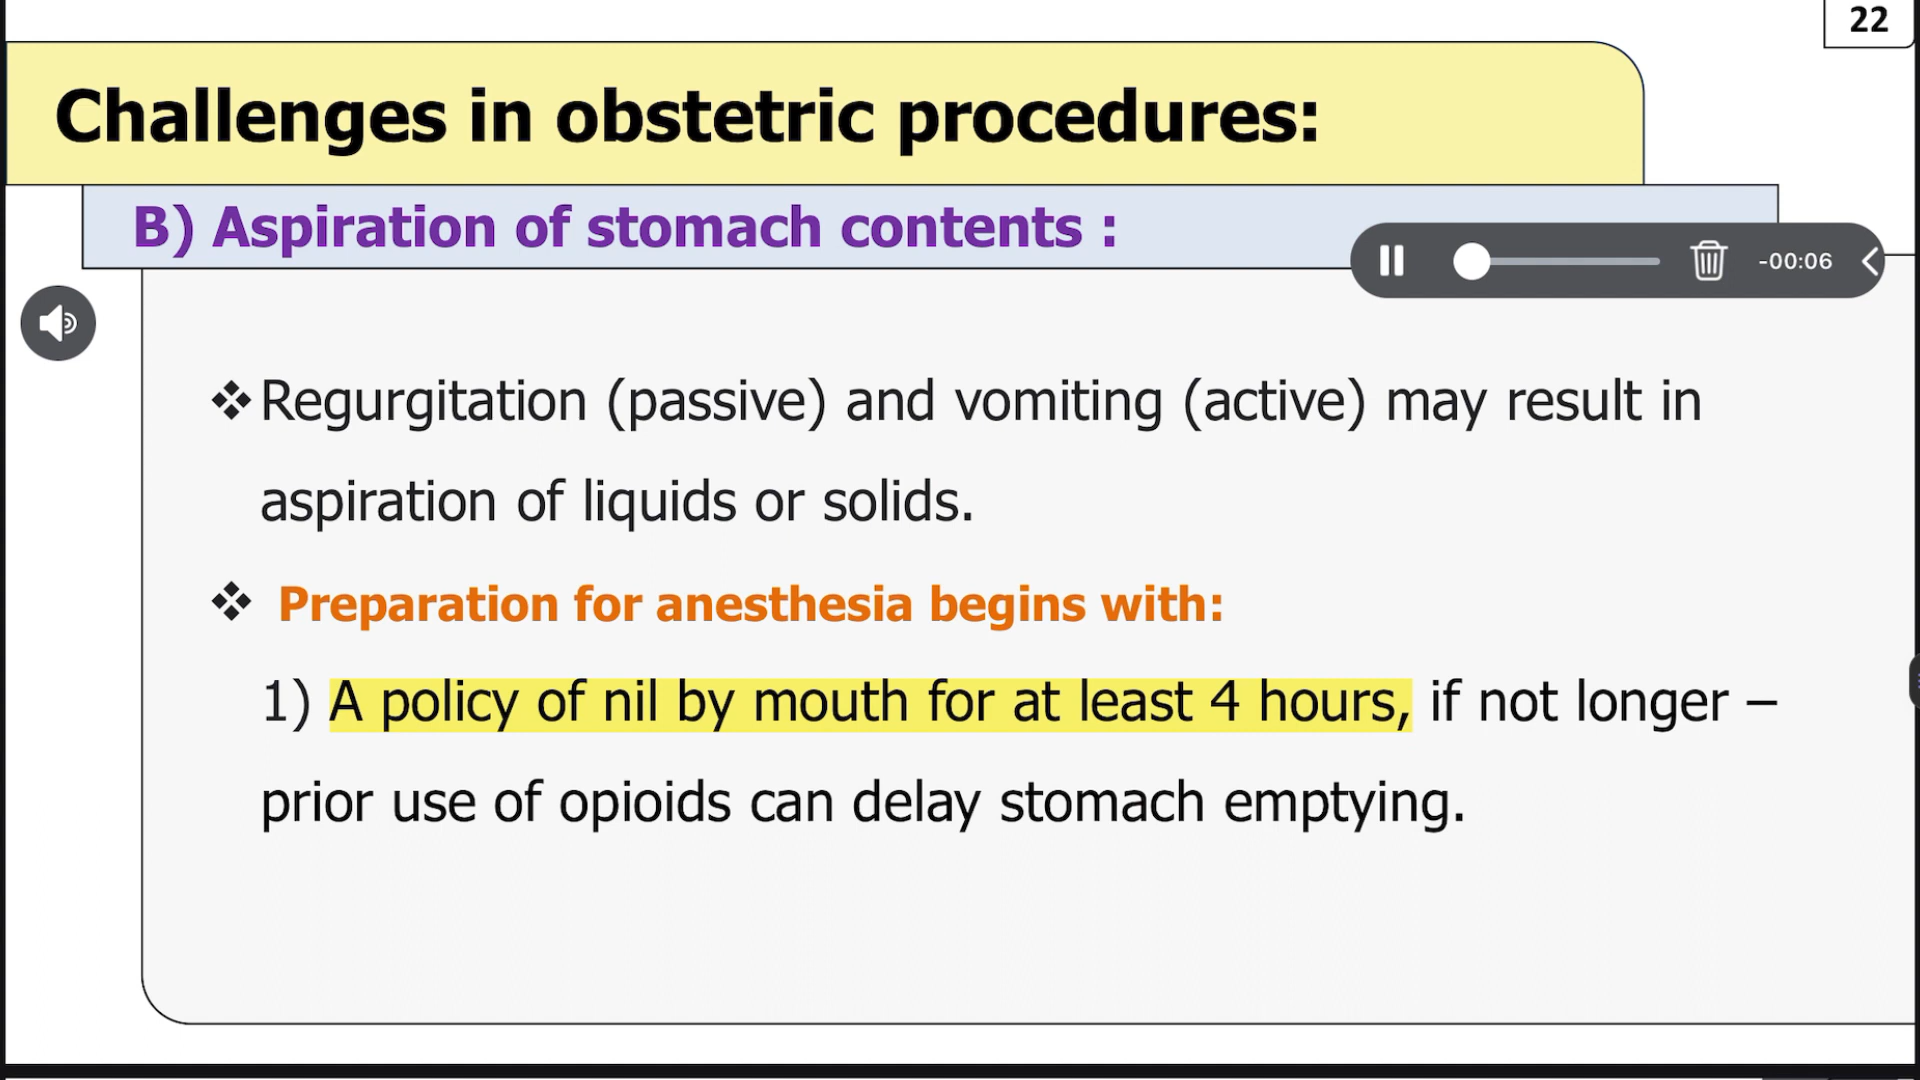 22
Challenges in obstetric procedures:
B) Aspiration of stomach contents :
-00:06
❖Regurgitation (passive) and vomiting (active) may result in
aspiration of liquids or solids.
❖ Preparation for anesthesia begins with:
1) A policy of nil by mouth for at least 4 hours, if not longer –
prior use of opioids can delay stomach emptying.